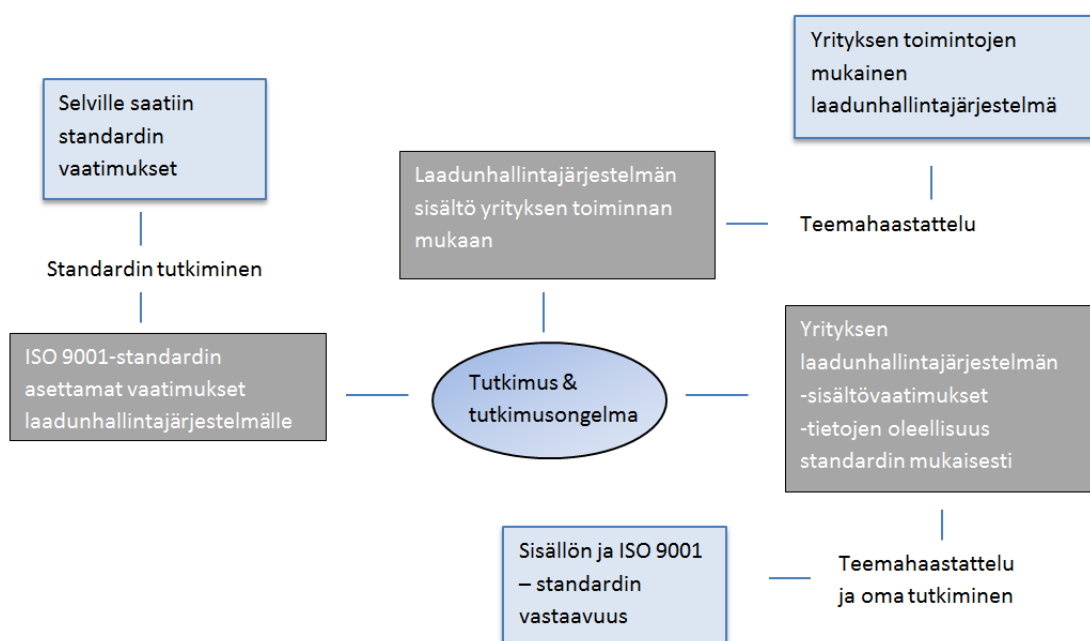 Yrityksen toimintojen
mukainen
laadunhallintajärjestelmä
Selville saatiin
standardin
vaatimukset
Laadunhallintajärjestelmän
sisältö yrityksen toiminnan
mukaan
Teemahaastattelu
Standardin tutkiminen
ISO 9001-standardin
asettamat vaatimukset
laadunhallintajärjestelmälle
Tutkimus &
tutkimusongelma
Yrityksen
laadunhallintajärjestelmän
-sisältövaatimukset
-tietojen oleellisuus
standardin mukaisesti
Sisällön ja ISO 9001
– standardin
vastaavuus
Teemahaastattelu
ja oma tutkiminen